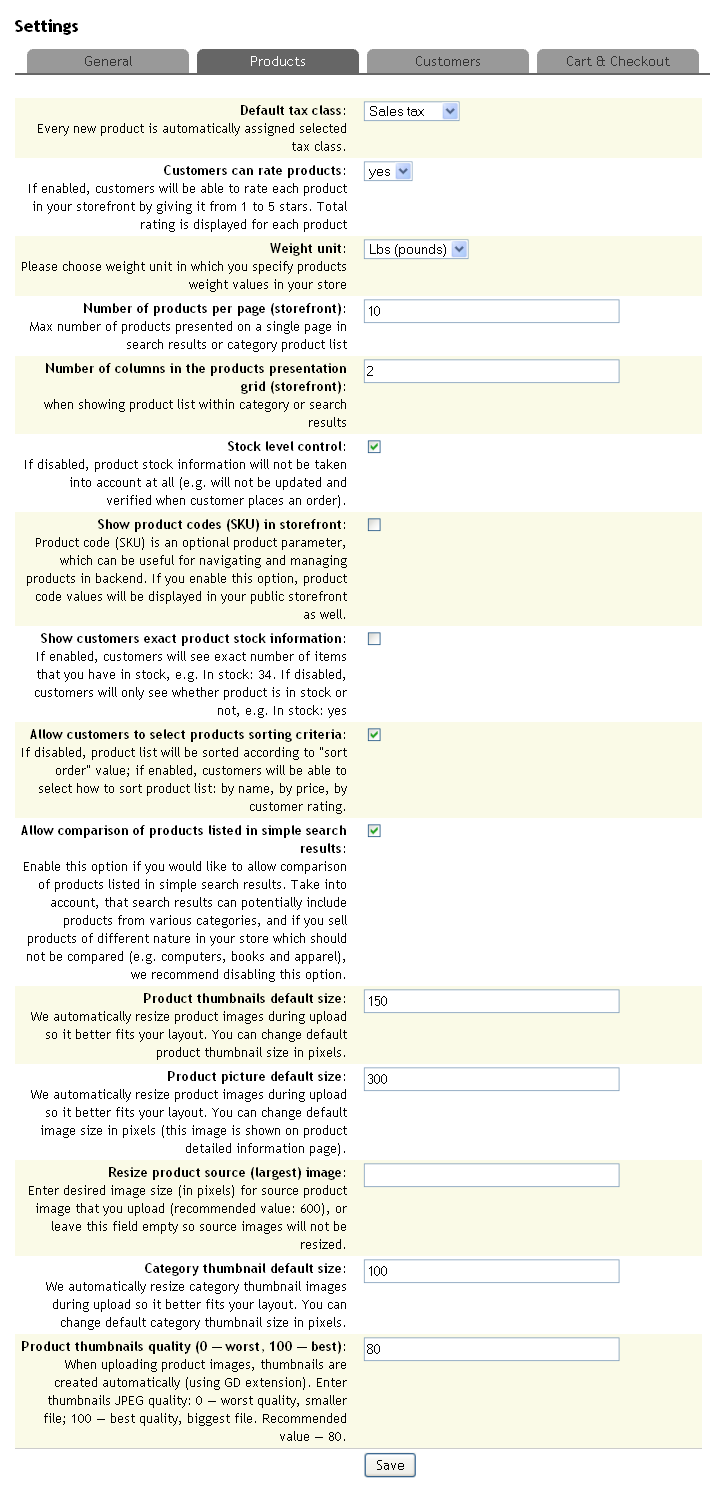 Settings
General Products Customers Cart & Checkout
Default tax class: Sales tax
Every new product is automatically assigned selected
tax class.
Customers can rate products: yes
If enabled, customers will be able to rate each product
in your storefront by giving it from 1 to 5 stars. Total
rating is displayed for each product
Weight unit: Lbs (pounds)
Please choose weight unit in which you specify products
weight values in your store
Number of products per page (storefront): 10
Max number of products presented on a single page in
search results or category product list
Number of columns in the products presentation 2
grid (storefront):
when showing product list within category or search
results
Stock level control:
If disabled, product stock information will not be taken
into account at all (e.g. will not be updated and
verified when customer places an order).
Show product codes (SKU) in storefront:
Product code (SKU) is an optional product parameter,
which can be useful for navigating and managing
products in backend. If you enable this option, product
code values will be displayed in your public storefront
as well.
Show customers exact product stock information:
If enabled, customers will see exact number of items
that you have in stock, e.g. In stock: 34. If disabled,
customers will only see whether product is in stock or
not, e.g. In stock: yes
Allow customers to select products sorting criteria:
If disabled, product list will be sorted according to "sort
order" value; if enabled, customers will be able to
select how to sort product list: by name, by price, by
customer rating.
Allow comparison of products listed in simple search
results:
Enable this option if you would like to allow comparison
of products listed in simple search results. Take into
account, that search results can potentially include
products from various categories, and if you sell
products of different nature in your store which should
not be compared (e.g. computers, books and apparel),
we recommend disabling this option.
Product thumbnails default size: 150
We automatically resize product images during upload
so it better fits your layout. You can change default
product thumbnail size in pixels.
Product picture default size: 300
We automatically resize product images during upload
so it better fits your layout. You can change default
image size in pixels (this image is shown on product
detailed information page).
Resize product source (largest) image:
Enter desired image size (in pixels) for source product
image that you upload (recommended value: 600), or
leave this field empty so source images will not be
resized.
Category thumbnail default size: 100
We automatically resize category thumbnail images
during upload so it better fits your layout. You can
change default category thumbnail size in pixels.
Product thumbnails quality (0 — worst, 100 — best): 80
When uploading product images, thumbnails are
created automatically (using GD extension). Enter
thumbnails JPEG quality: 0 — worst quality, smaller
file; 100 — best quality, biggest file. Recommended
value — 80.
Save